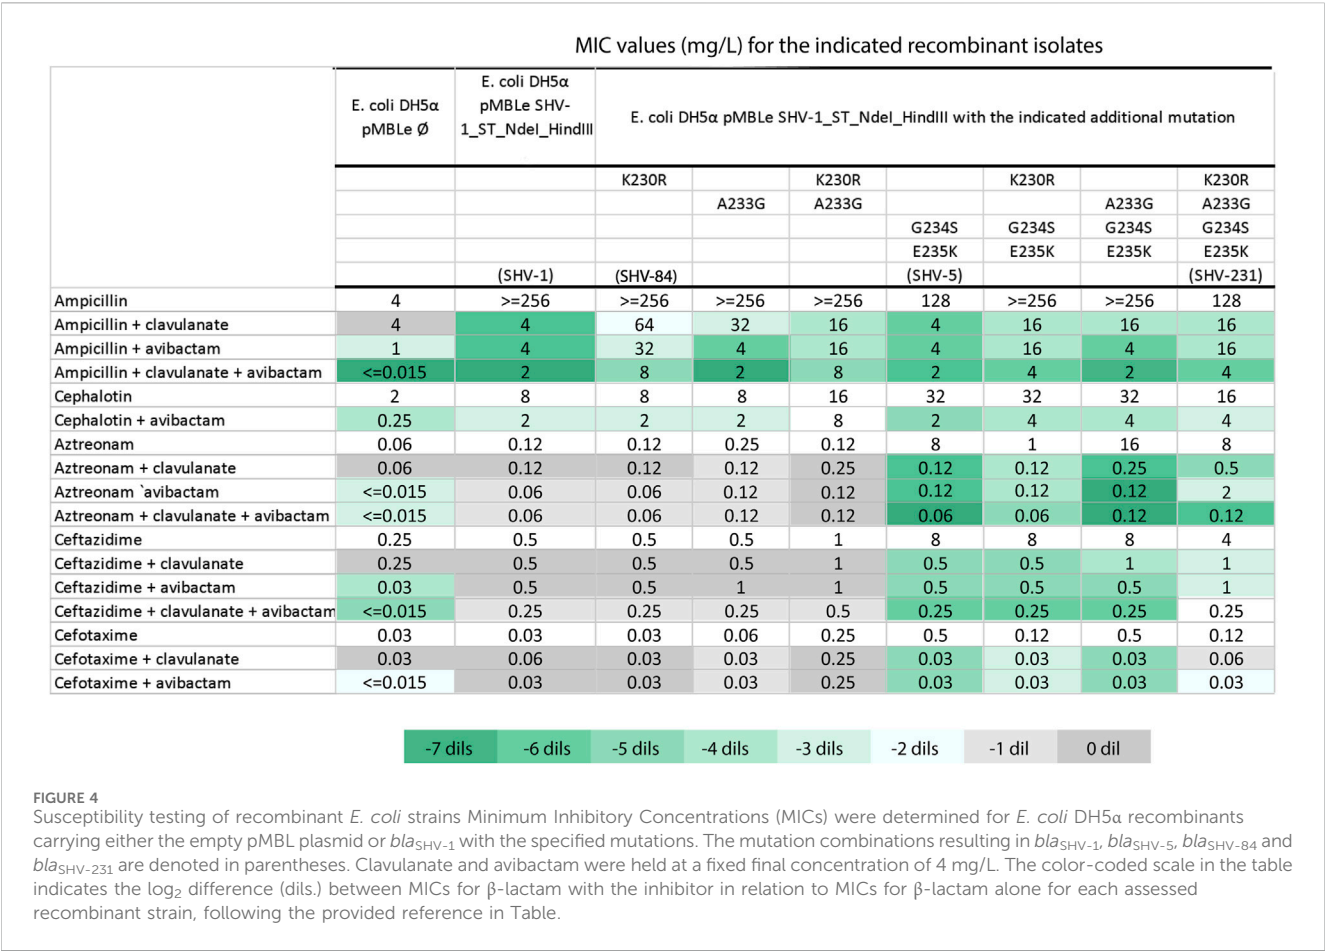 MIC values (mg/L) for the indicated recombinant isolates
E. coli DH5α pMBLe Ø E. coli DH5α pMBLe SHV-1_ST_NdeI_HindIII E. coli DH5α pMBLe SHV-1_ST_NdeI_HindIII with the indicated additional mutation
K230R K230R K230R K230R
A233G A233G A233G A233G
G234S G234S G234S G234S
E235K E235K E235K E235K
(SHV-1) (SHV-84) (SHV-5) (SHV-231)
Ampicillin 4 >=256 >=256 >=256 >=256 128 >=256 >=256 128
Ampicillin + clavulanate 4 4 64 32 16 4 16 16 16
Ampicillin + avibactam 1 4 32 4 16 4 16 4 16
Ampicillin + clavulanate + avibactam <=0.015 2 8 2 8 2 4 2 4
Cephalotin 2 8 8 8 16 32 32 32 16
Cephalotin + avibactam 0.25 2 2 2 8 2 4 4 4
Aztreonam 0.06 0.12 0.12 0.25 0.12 8 1 16 8
Aztreonam + clavulanate 0.06 0.12 0.12 0.12 0.25 0.12 0.12 0.25 0.5
Aztreonam `avibactam <=0.015 0.06 0.06 0.12 0.12 0.12 0.12 0.12 2
Aztreonam + clavulanate + avibactam <=0.015 0.06 0.06 0.12 0.12 0.06 0.06 0.12 0.12
Ceftazidime 0.25 0.5 0.5 0.5 1 8 8 8 4
Ceftazidime + clavulanate 0.25 0.5 0.5 0.5 1 0.5 0.5 1 1
Ceftazidime + avibactam 0.03 0.5 0.5 1 1 0.5 0.5 0.5 1
Ceftazidime + clavulanate + avibactam <=0.015 0.25 0.25 0.25 0.5 0.25 0.25 0.25 0.25
Cefotaxime 0.03 0.03 0.03 0.06 0.25 0.5 0.12 0.5 0.12
Cefotaxime + clavulanate 0.03 0.06 0.03 0.03 0.25 0.03 0.03 0.03 0.06
Cefotaxime + avibactam <=0.015 0.03 0.03 0.03 0.25 0.03 0.03 0.03 0.03
-7 dils -6 dils -5 dils -4 dils -3 dils -2 dils -1 dil 0 dil
FIGURE 4
Susceptibility testing of recombinant E. coli strains Minimum Inhibitory Concentrations (MICs) were determined for E. coli DH5α recombinants
carrying either the empty pMBL plasmid or blaSHV-1 with the specified mutations. The mutation combinations resulting in blaSHV-1, blaSHV-5, blaSHV-84 and
blaSHV-231 are denoted in parentheses. Clavulanate and avibactam were held at a fixed final concentration of 4 mg/L. The color-coded scale in the table
indicates the log2 difference (dils.) between MICs for β-lactam with the inhibitor in relation to MICs for β-lactam alone for each assessed
recombinant strain, following the provided reference in Table.